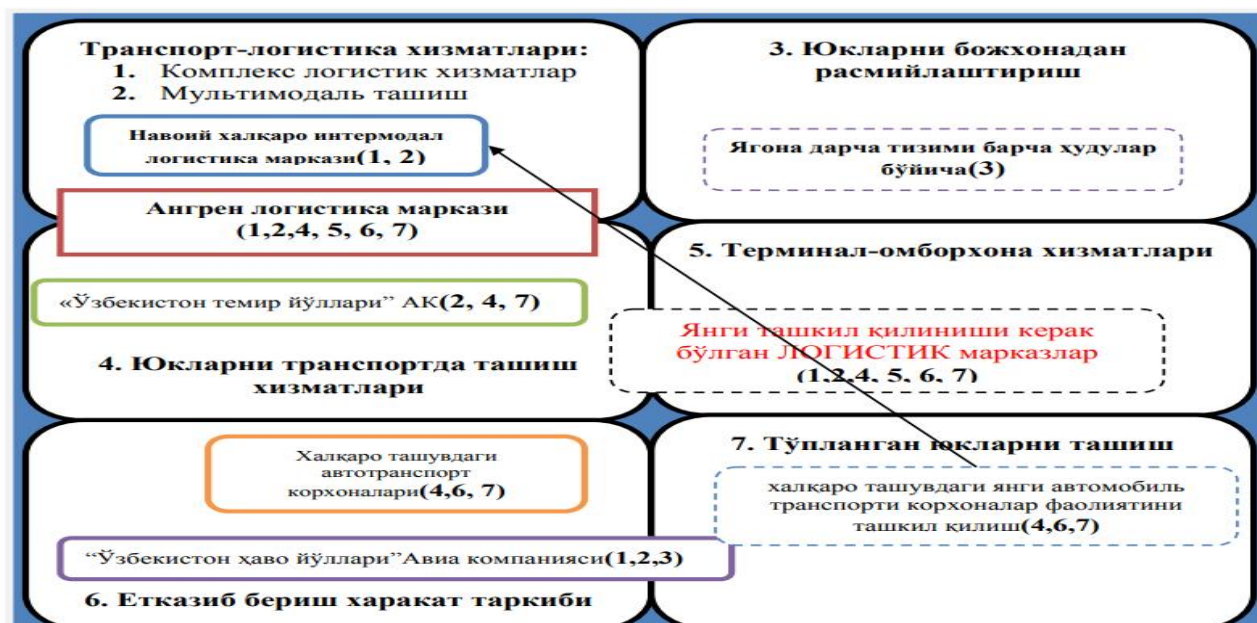 Транспорт-логистика хизматлари:
1. Комплекс логистик хизматлар
2. Мультимодаль ташиш
Навоий халқаро интермодал
логистика маркази(1, 2)
3. Юкларни божхонадан
расмийлаштириш
Ягона дарча тизими барча ҳудулар
бўйича(3)
Ангрен логистика маркази
(1,2,4, 5, 6, 7)
«Ўзбекистон темир йўллари” АК(2, 4, 7)
4. Юкларни транспортда ташиш
хизматлари
5. Терминал-омборхона хизматлари
Янги ташкил қилиниши керак
бўлган ЛОГИСТИК марказлар
(1,2,4, 5, 6, 7)
Халқаро ташувдаги
автотранспорт
корхоналари(4,6, 7)
“Ўзбекистон ҳаво йўллари”Авиа компанияси(1,2,3)
6. Етказиб бериш харакат таркиби
7. Тўпланган юкларни ташиш
халқаро ташувдаги янги автомобиль
транспорти корхоналар фаолиятини
ташкил қилиш(4,6,7)